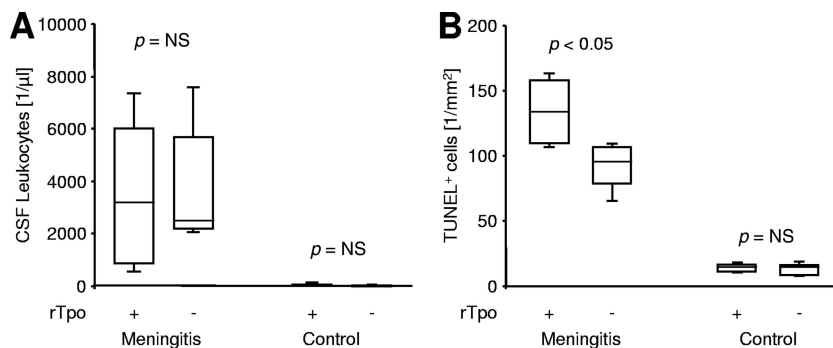 A
CSF Leukocytes [1/µl]
10000
8000
6000
4000
2000
0
p = NS
p = NS
rTpo + - + -
Meningitis Control
B
TUNEL+ cells [1/mm²]
200
150
100
50
0
p < 0.05
p = NS
rTpo + - + -
Meningitis Control